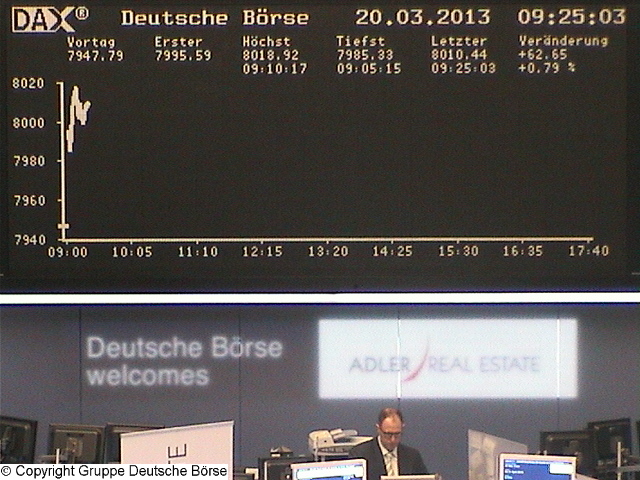 DAX® Deutsche Börse 20.03.2013 09:25:03
Vortag Erster Höchst Tiefst Letzter Veränderung
7947.79 7995.59 8018.92 7985.33 8010.44 +62.65
09:10:17 09:05:15 09:25:03 +0.79 %
8020
8000
7980
7960
7940
09:00 10:05 11:10 12:15 13:20 14:25 15:30 16:35 17:40
Deutsche Börse
welcomes
ADLER REAL ESTATE
© Copyright Gruppe Deutsche Börse